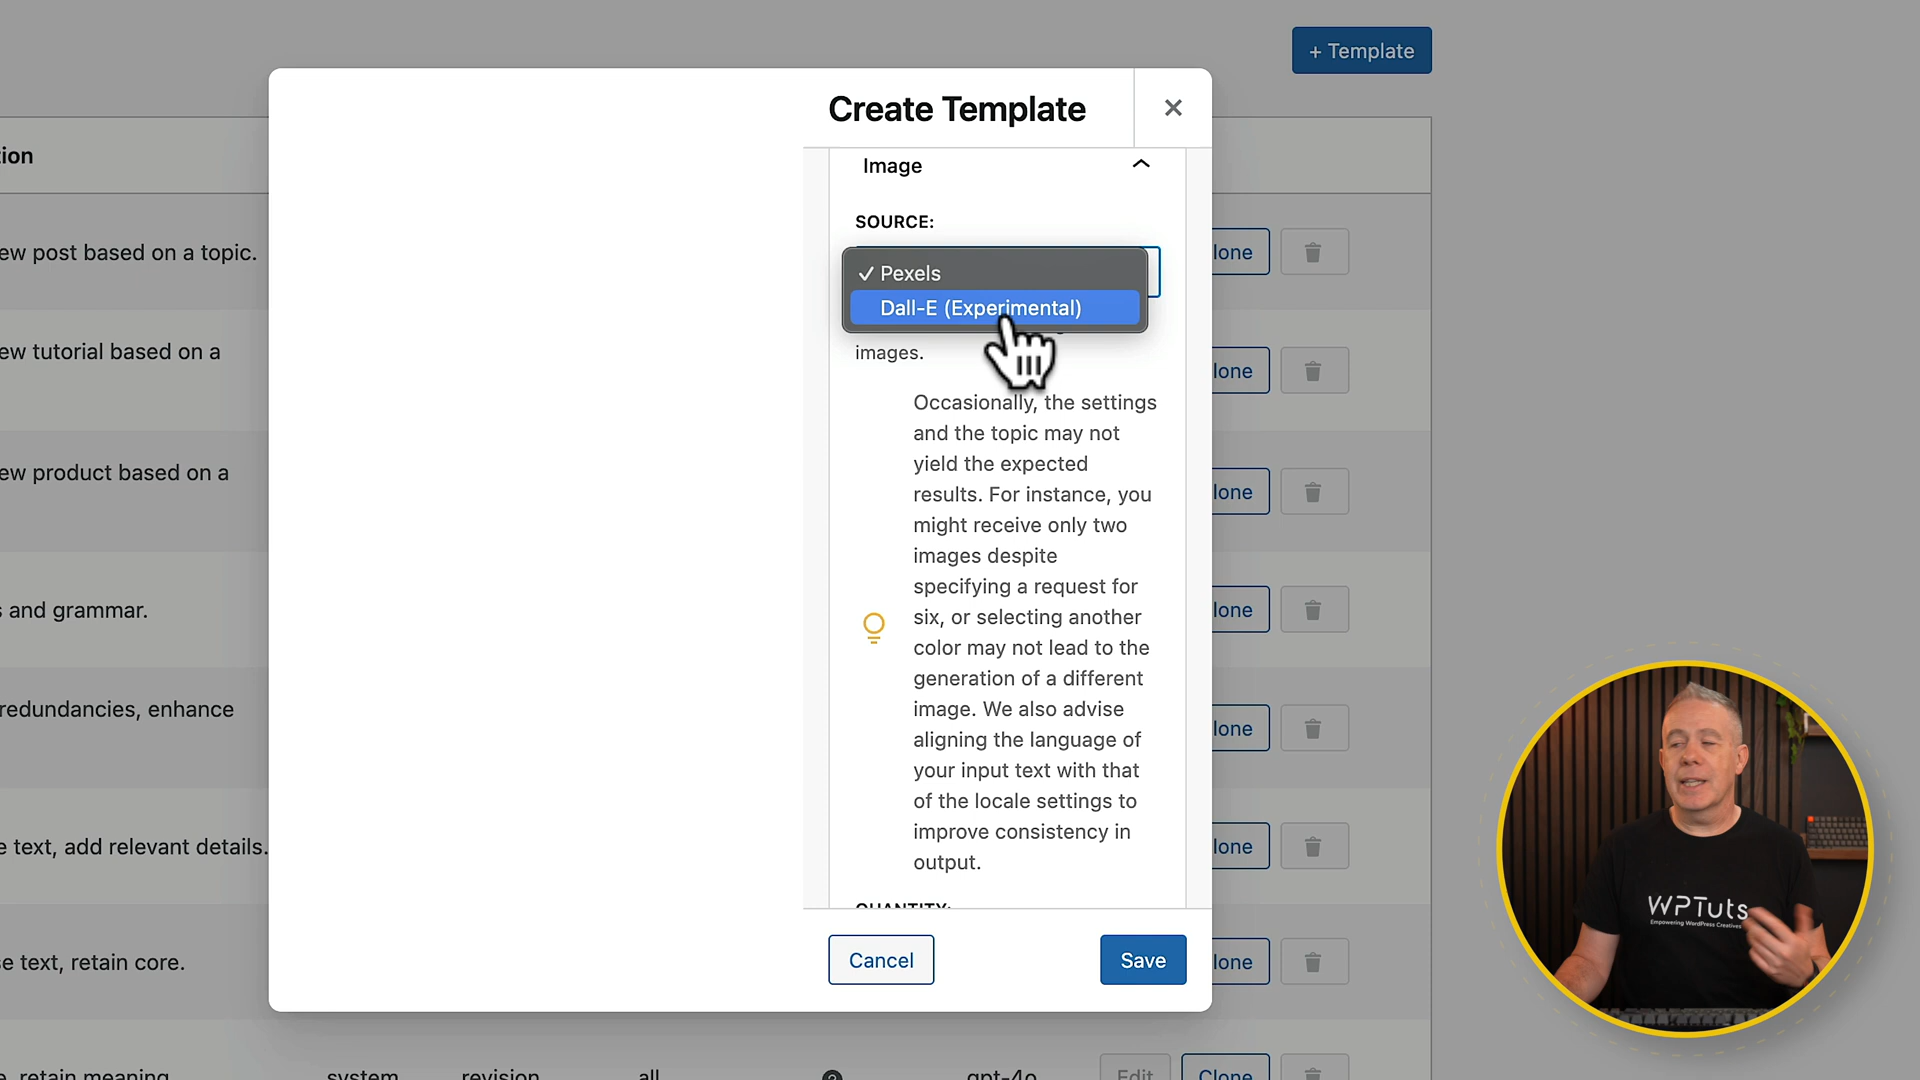 + Template
Create Template
Image
SOURCE:
✓ Pexels
Dall-E (Experimental)
images.
Occasionally, the settings
and the topic may not
yield the expected
results. For instance, you
might receive only two
images despite
specifying a request for
six, or selecting another
color may not lead to the
generation of a different
image. We also advise
aligning the language of
your input text with that
of the locale settings to
improve consistency in
output.
QUANTITY:
Cancel
Save
tion
ew post based on a topic.
lone
ew tutorial based on a
lone
ew product based on a
lone
s and grammar.
lone
redundancies, enhance
lone
e text, add relevant details.
lone
e text, retain core.
lone
e, retain meaning
system
revision
all
gpt-4o
Edit
Clone
WPTuts
Empowering WordPress Creatives